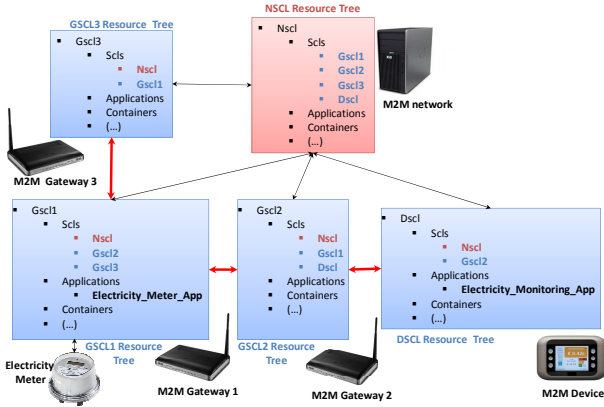 GSCL3 Resource Tree
Gscl3
Scls
Nscl
Gscl1
Applications
Containers
(…)
M2M Gateway 3
NSCL Resource Tree
Nscl
Scls
Gscl1
Gscl2
Gscl3
Dscl
Applications
Containers
(…)
M2M network
Gscl1
Scls
Nscl
Gscl2
Gscl3
Applications
Electricity_Meter_App
Containers
(…)
GSCL1 Resource
Tree
Electricity
Meter
M2M Gateway 1
Gscl2
Scls
Nscl
Gscl1
Dscl
Applications
Containers
(…)
GSCL2 Resource
Tree
M2M Gateway 2
Dscl
Scls
Nscl
Gscl2
Applications
Electricity_Monitoring_App
Containers
(…)
DSCL Resource Tree
M2M Device